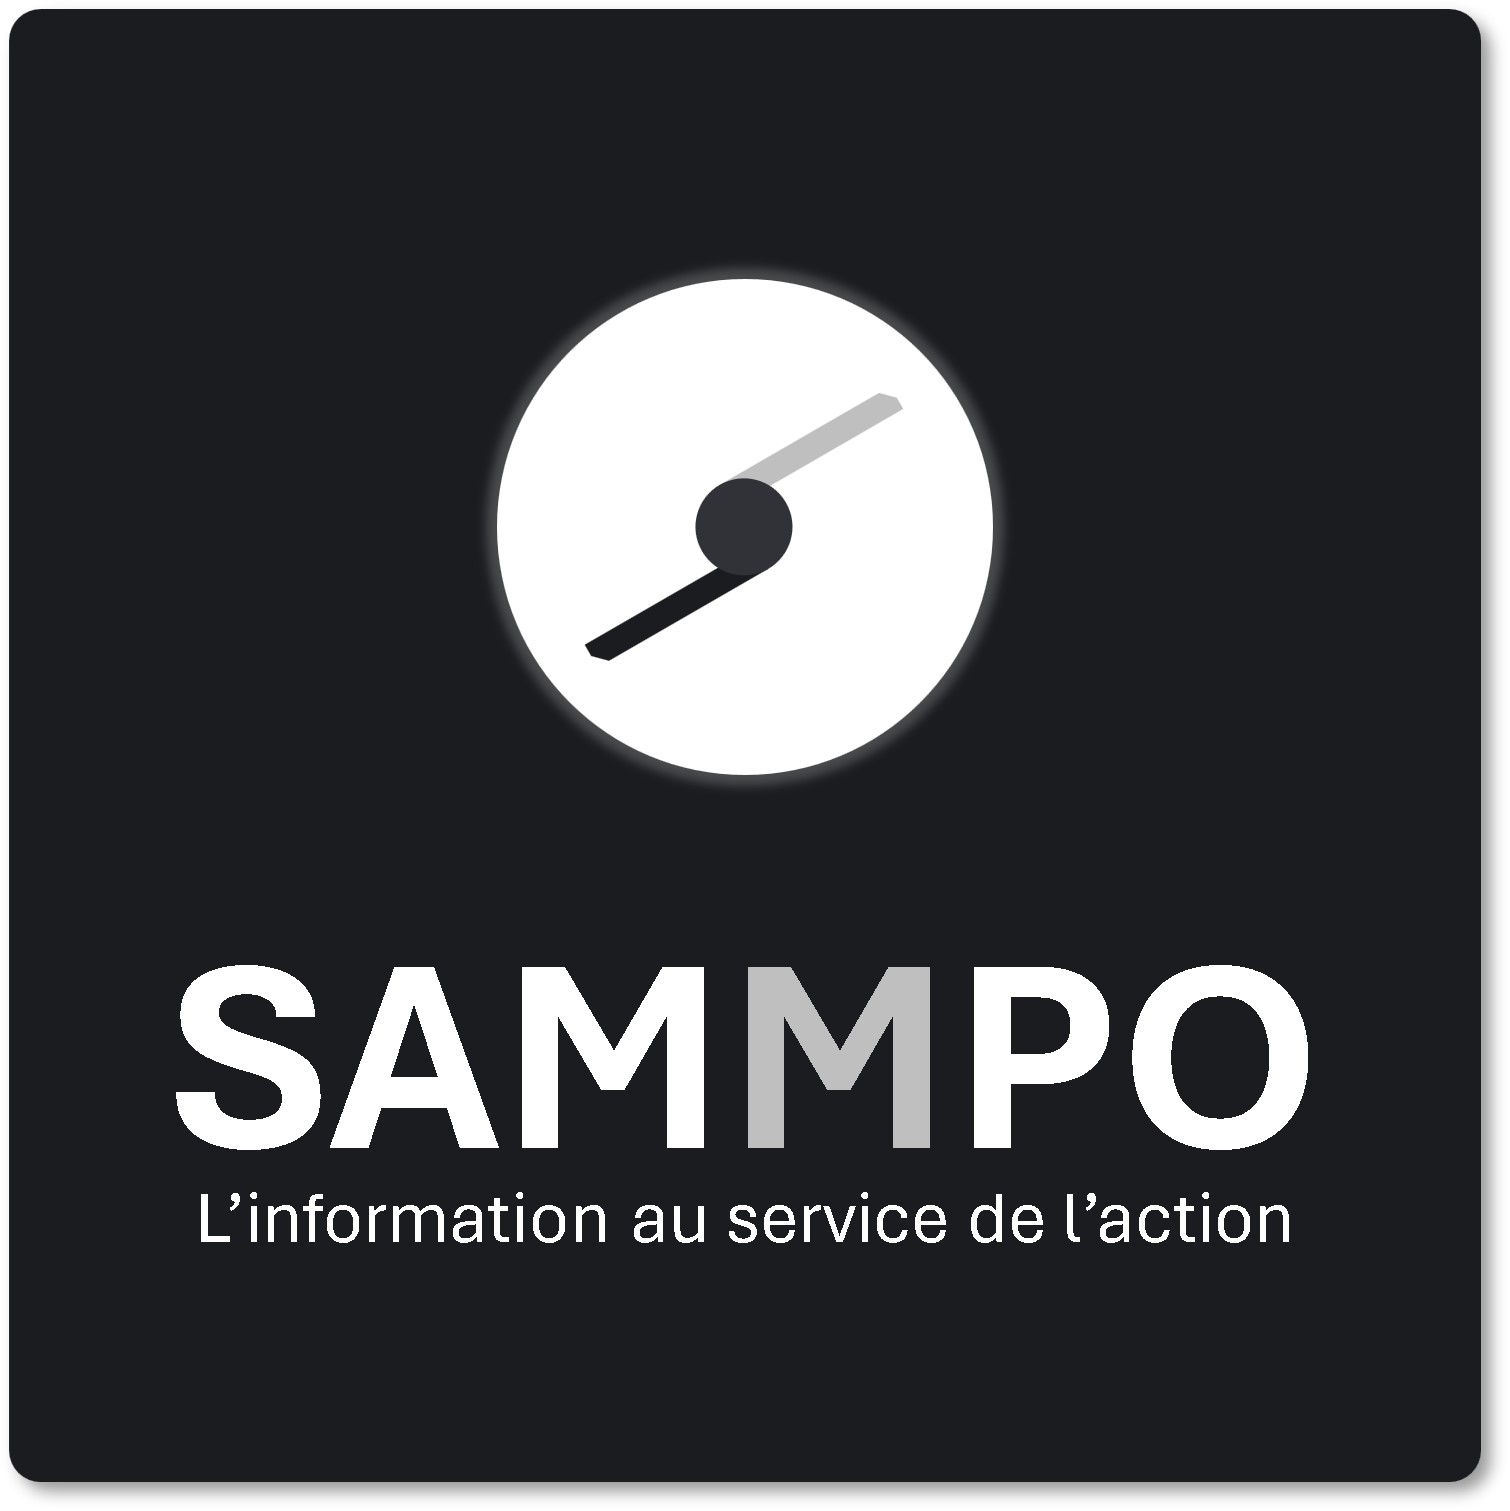 SAMMPO
L’information au service de l’action